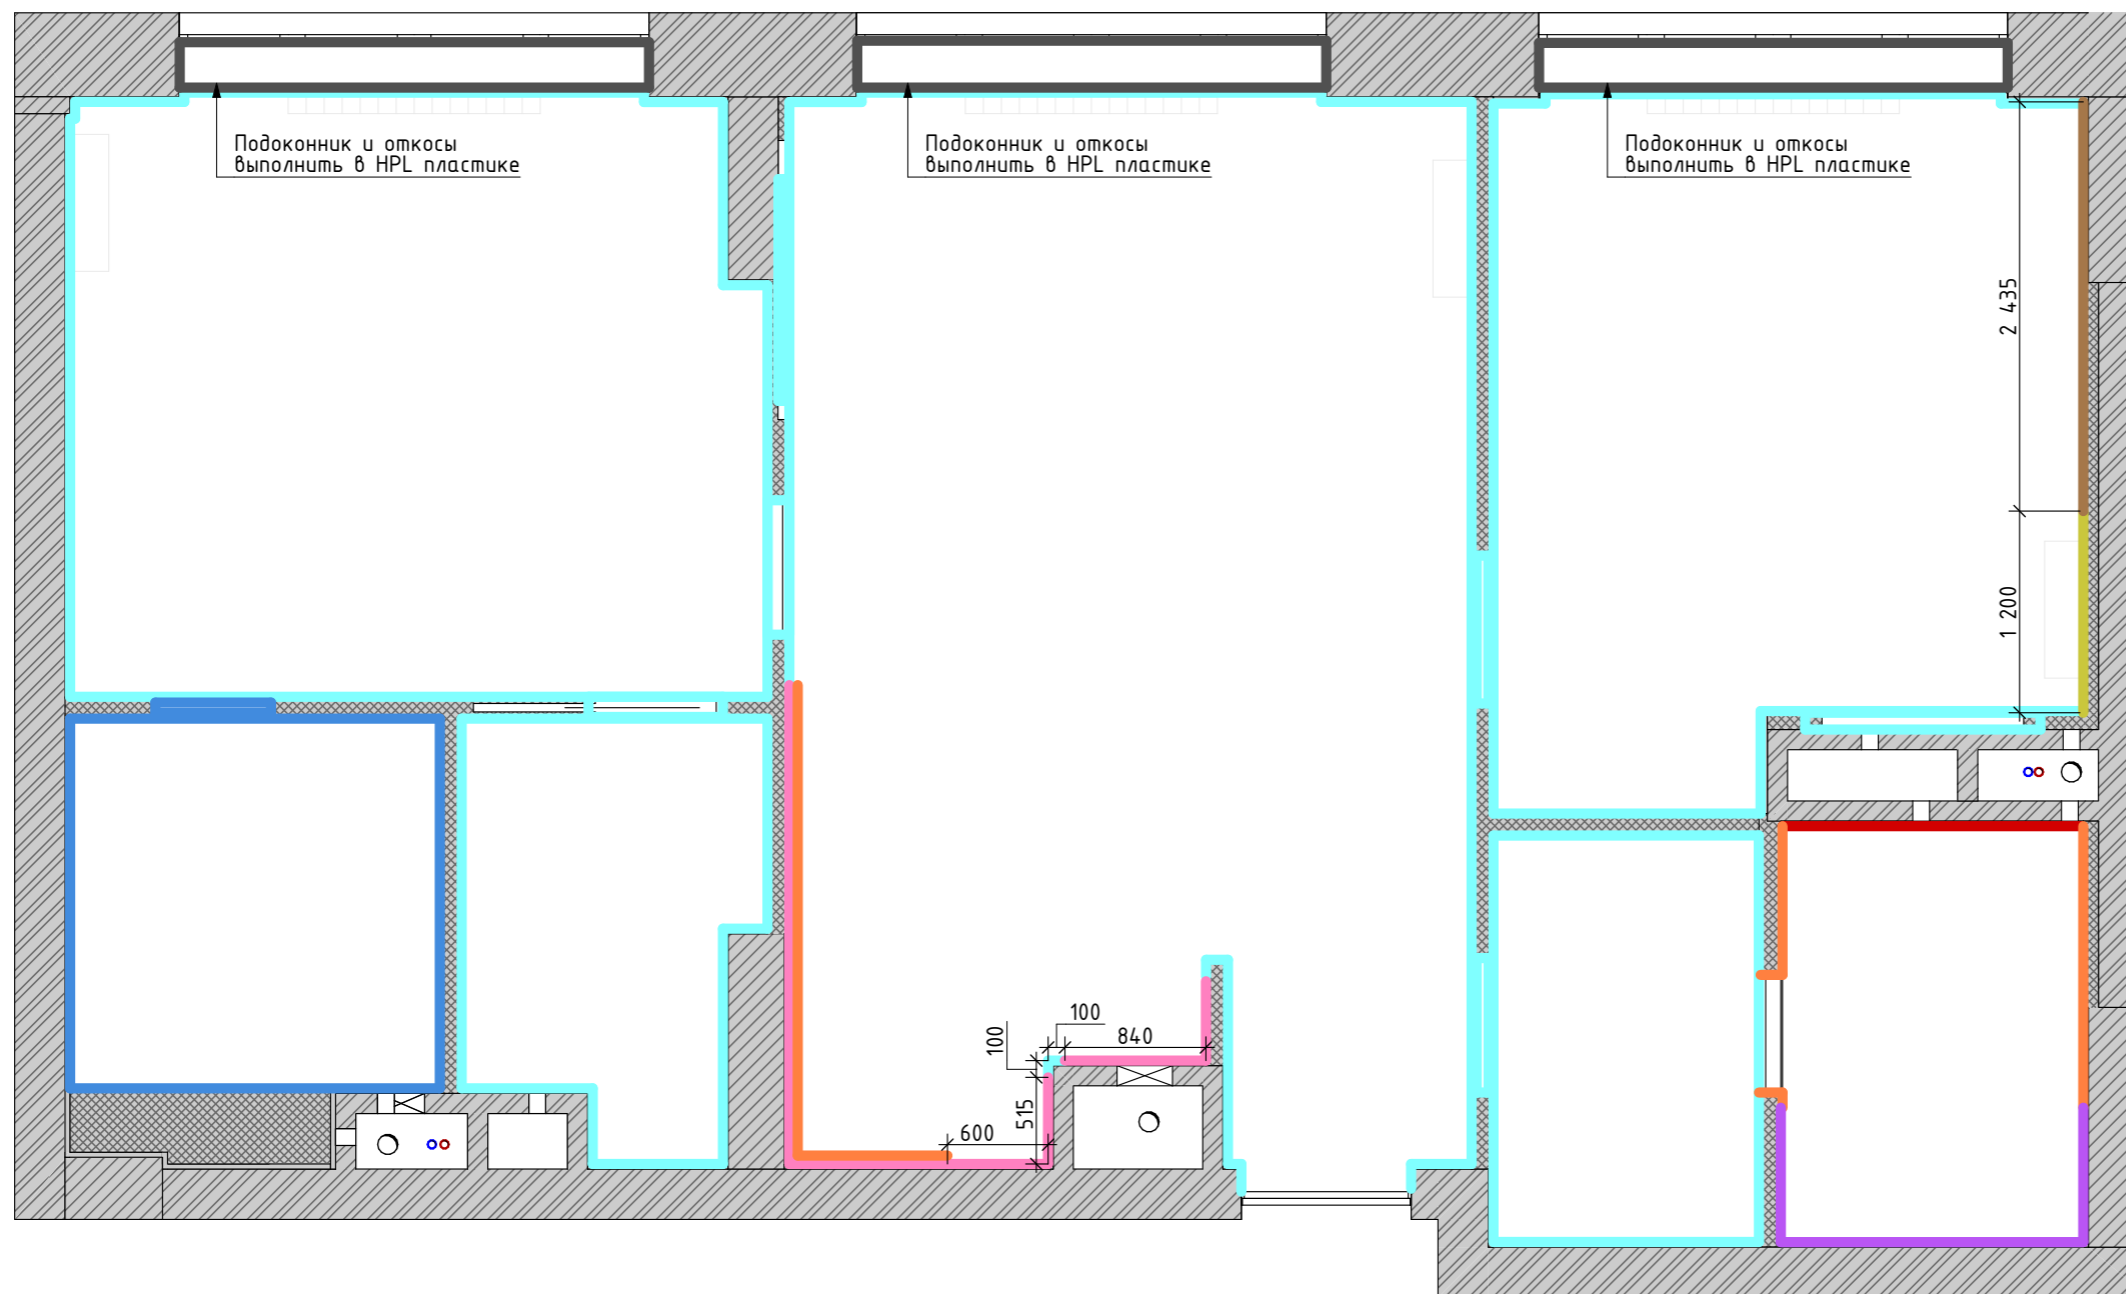 Подоконник и откосы
выполнить в HPL пластике
Подоконник и откосы
выполнить в HPL пластике
Подоконник и откосы
выполнить в HPL пластике
2 435
1 200
100
100
840
515
600